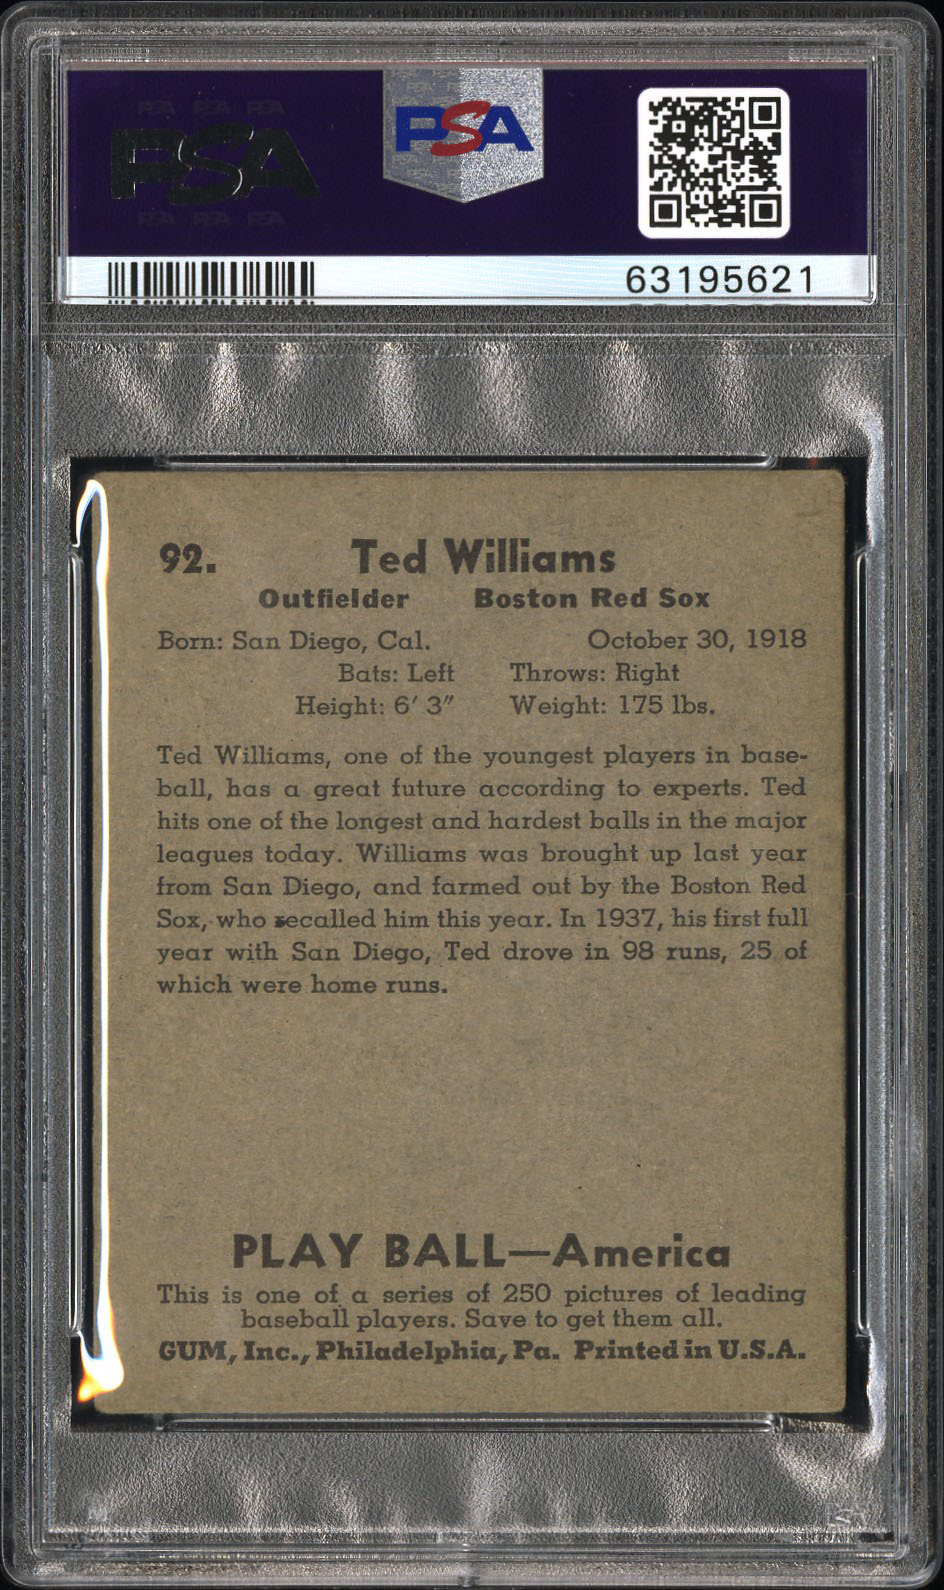 PSA PSA PSA
PSA
PSA PSA PSA
PSA
63195621
92. Ted Williams
Outfielder Boston Red Sox
Born: San Diego, Cal. October 30, 1918
Bats: Left Throws: Right
Height: 6' 3" Weight: 175 lbs.
Ted Williams, one of the youngest players in base-
ball, has a great future according to experts. Ted
hits one of the longest and hardest balls in the major
leagues today. Williams was brought up last year
from San Diego, and farmed out by the Boston Red
Sox, who recalled him this year. In 1937, his first full
year with San Diego, Ted drove in 98 runs, 25 of
which were home runs.
PLAY BALL—America
This is one of a series of 250 pictures of leading
baseball players. Save to get them all.
GUM, Inc., Philadelphia, Pa. Printed in U.S.A.